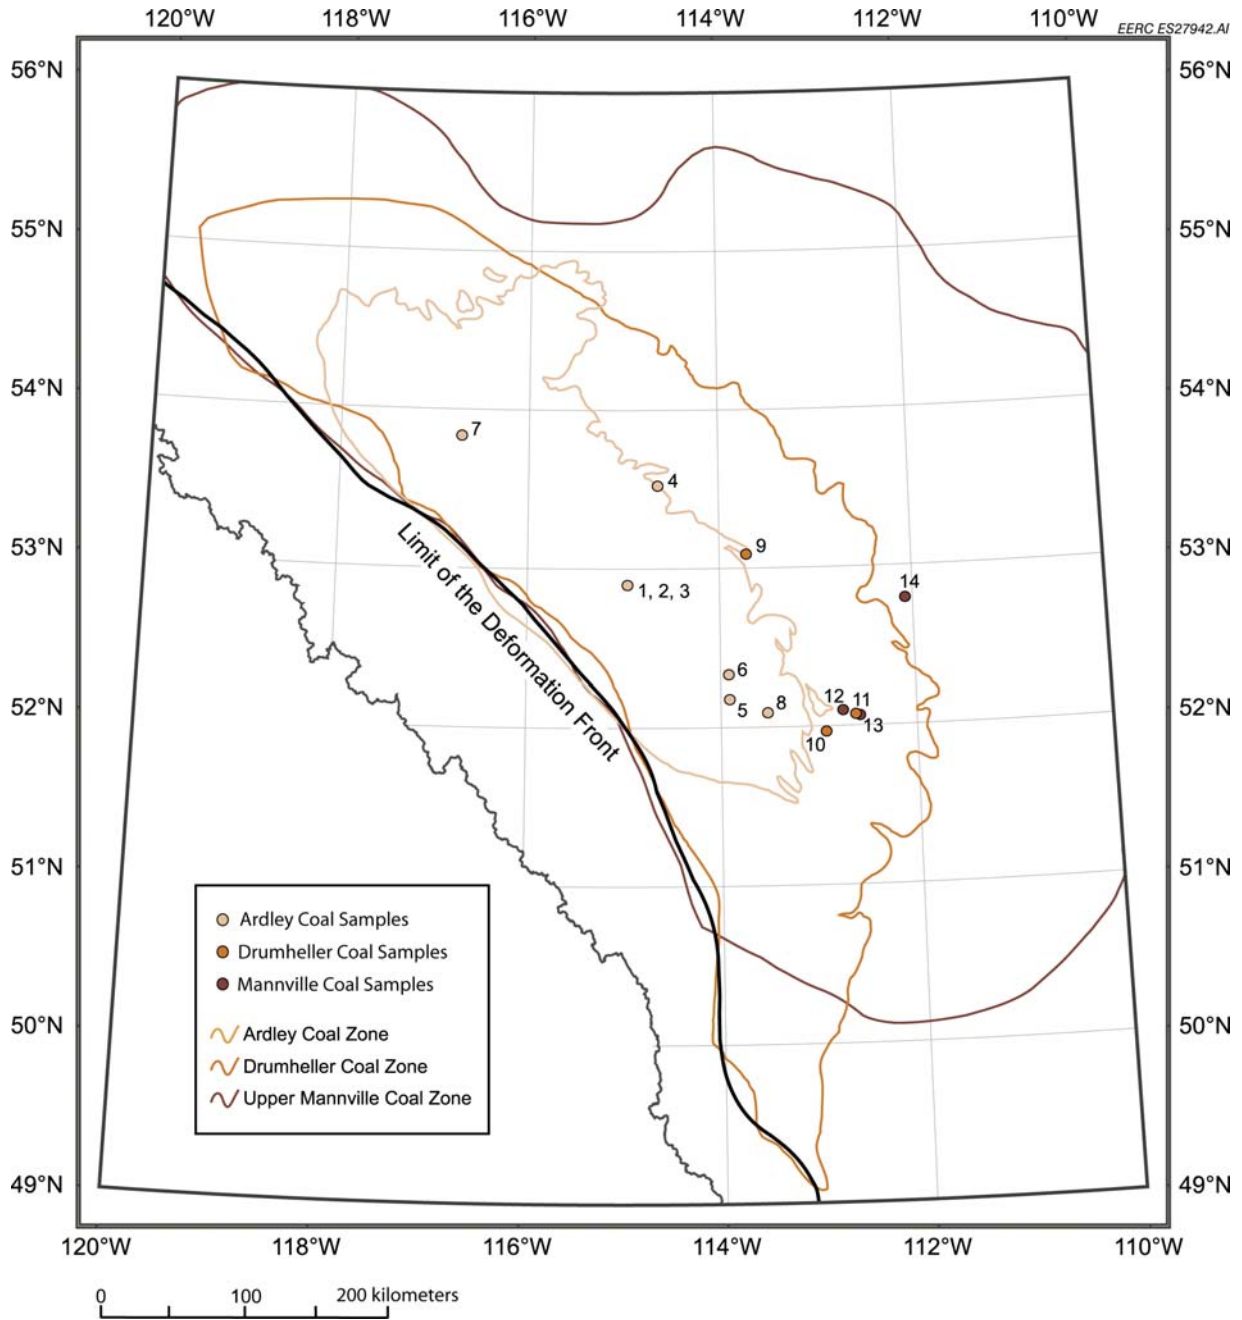 120°W 118°W 116°W 114°W 112°W 110°W
EERC ES27942.AI
56°N 56°N
55°N 55°N
54°N 54°N
7
4
53°N 9 53°N
14
1, 2, 3
6
52°N 5 8 12 11 52°N
13
10
Limit of the Deformation Front
51°N 51°N
Ardley Coal Samples
Drumheller Coal Samples
Mannville Coal Samples
50°N 50°N
Ardley Coal Zone
Drumheller Coal Zone
Upper Mannville Coal Zone
49°N 49°N
120°W 118°W 116°W 114°W 112°W 110°W
0 100 200 kilometers